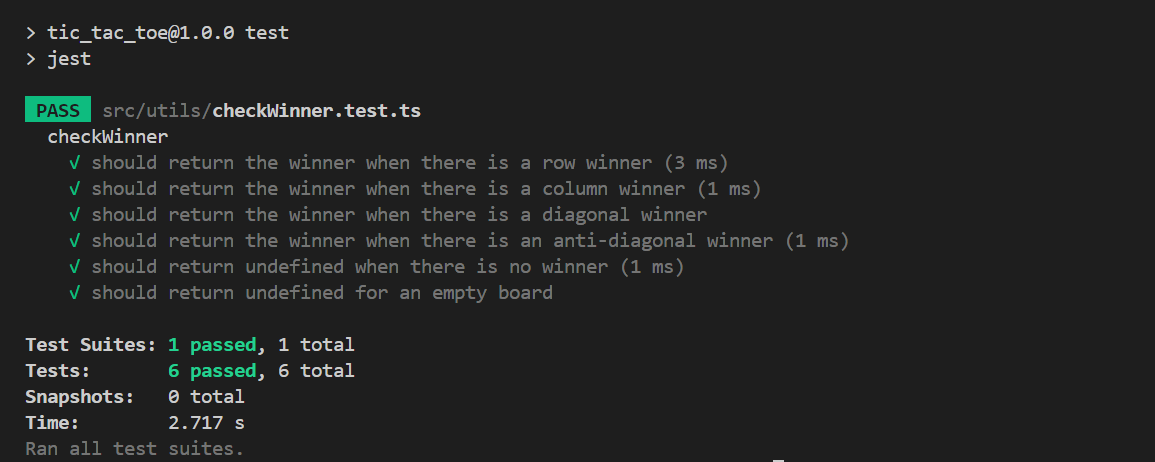 > tic_tac_toe@1.0.0 test
> jest
PASS src/utils/checkWinner.test.ts
checkWinner
√ should return the winner when there is a row winner (3 ms)
√ should return the winner when there is a column winner (1 ms)
√ should return the winner when there is a diagonal winner
√ should return the winner when there is an anti-diagonal winner (1 ms)
√ should return undefined when there is no winner (1 ms)
√ should return undefined for an empty board
Test Suites: 1 passed, 1 total
Tests: 6 passed, 6 total
Snapshots: 0 total
Time: 2.717 s
Ran all test suites.